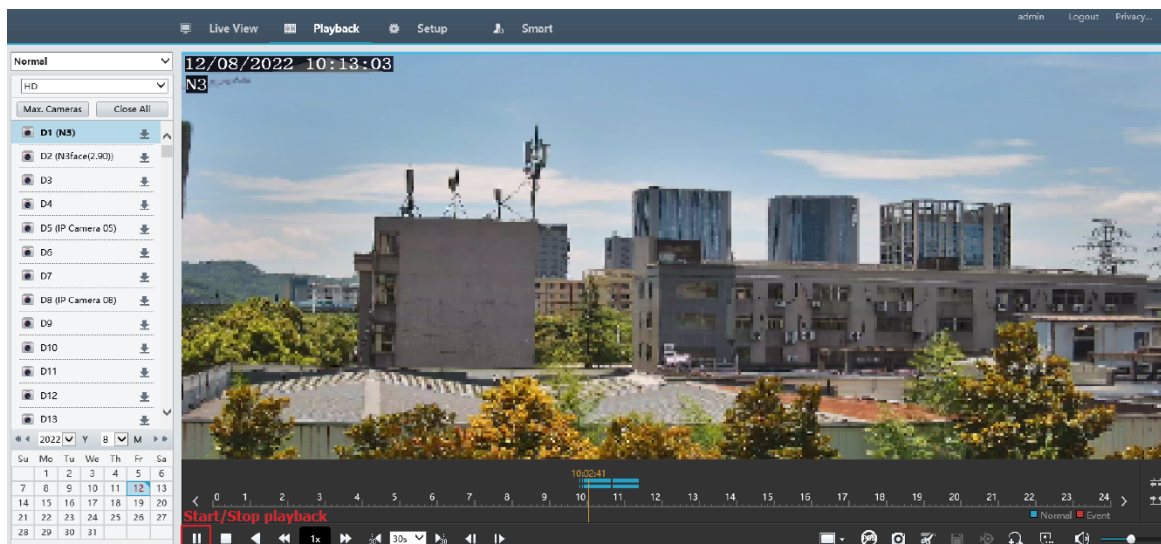 admin Logout Privacy...
Live View Playback Setup Smart
Normal
HD
Max. Cameras Close All
D1 (N3)
D2 (N3face(2.90))
D3
D4
D5 (IP Camera 05)
D6
D7
D8 (IP Camera 08)
D9
D10
D11
D12
D13
2022 Y 8 M
Su Mo Tu We Th Fr Sa
1 2 3 4 5 6
7 8 9 10 11 12 13
14 15 16 17 18 19 20
21 22 23 24 25 26 27
28 29 30 31
12/08/2022 10:13:03
N3
10:02:41
0 1 2 3 4 5 6 7 8 9 10 11 12 13 14 15 16 17 18 19 20 21 22 23 24
Start/Stop playback
Normal Event
1x 30s